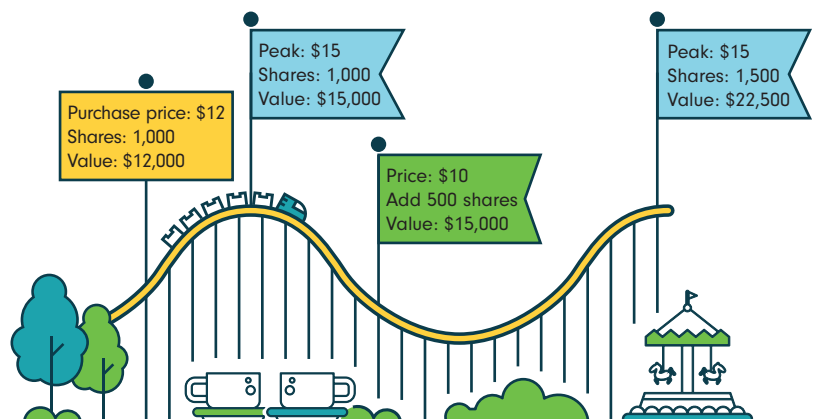 Purchase price: $12
Shares: 1,000
Value: $12,000
Peak: $15
Shares: 1,000
Value: $15,000
Price: $10
Add 500 shares
Value: $15,000
Peak: $15
Shares: 1,500
Value: $22,500